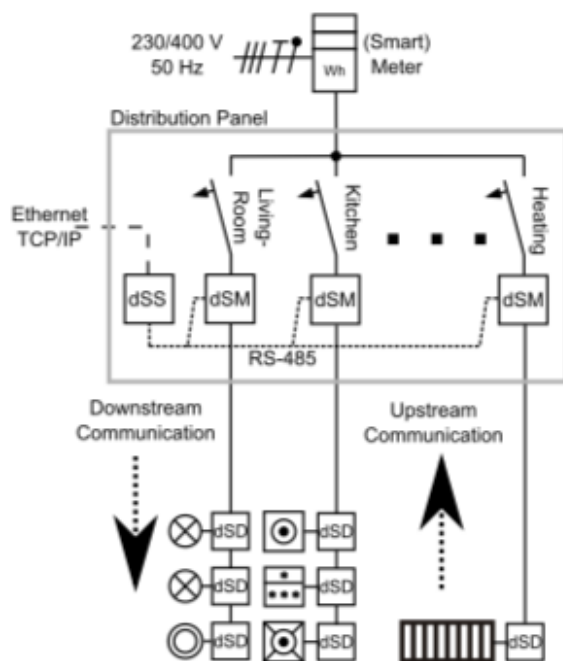 230/400 V
50 Hz
(Smart)
Meter
Wh
Distribution Panel
Ethernet
TCP/IP
Living-
Room
Kitchen
Heating
dSS
dSM
dSM
dSM
RS-485
Downstream
Communication
Upstream
Communication
dSD
dSD
dSD
dSD
dSD
dSD
dSD